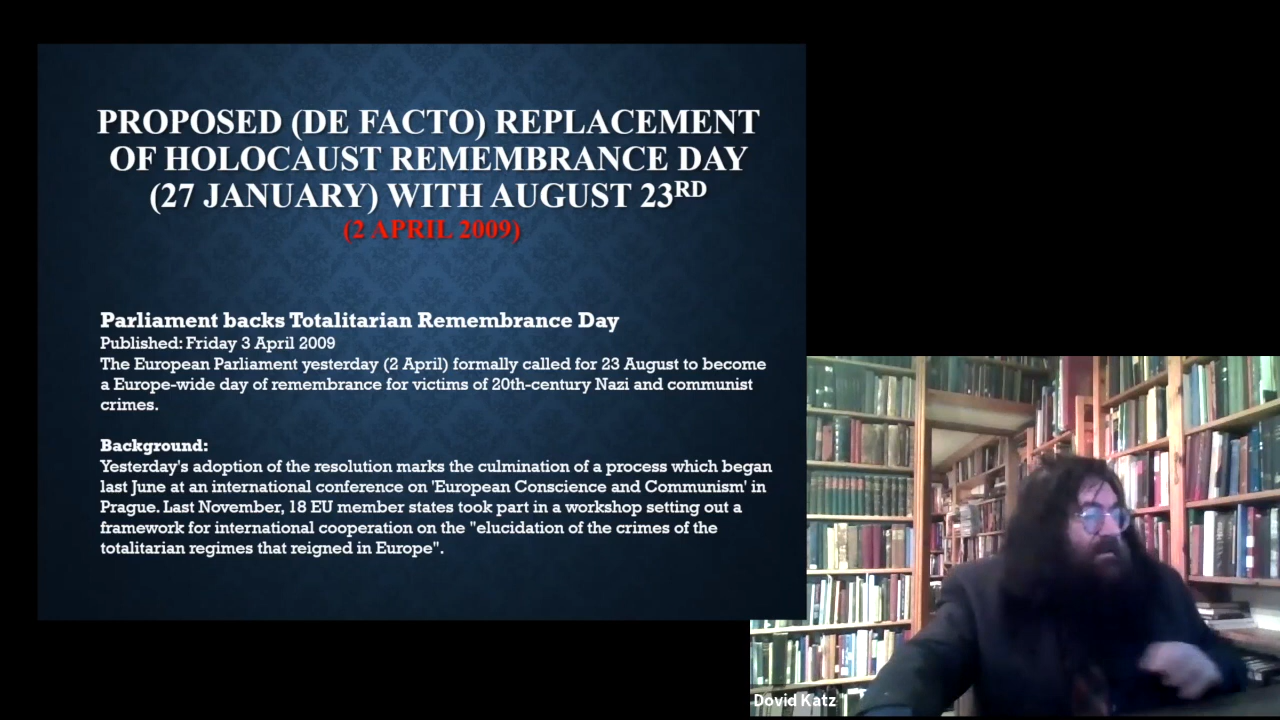 PROPOSED (DE FACTO) REPLACEMENT
OF HOLOCAUST REMEMBRANCE DAY
(27 JANUARY) WITH AUGUST 23RD
(2 APRIL 2009)
Parliament backs Totalitarian Remembrance Day
Published: Friday 3 April 2009
The European Parliament yesterday (2 April) formally called for 23 August to become
a Europe-wide day of remembrance for victims of 20th-century Nazi and communist
crimes.
Background:
Yesterday's adoption of the resolution marks the culmination of a process which began
last June at an international conference on 'European Conscience and Communism' in
Prague. Last November, 18 EU member states took part in a workshop setting out a
framework for international cooperation on the "elucidation of the crimes of the
totalitarian regimes that reigned in Europe".
Dovid Katz